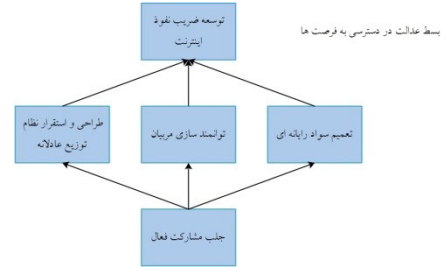 توسعه ضریب نفوذ
اینترنت
بسط عدالت در دسترسی به فرصت ها
تعمیم سواد رایانه ای
توانمند سازی مربیان
طراحی و استقرار نظام
توزیع عادلانه
جلب مشارکت فعال